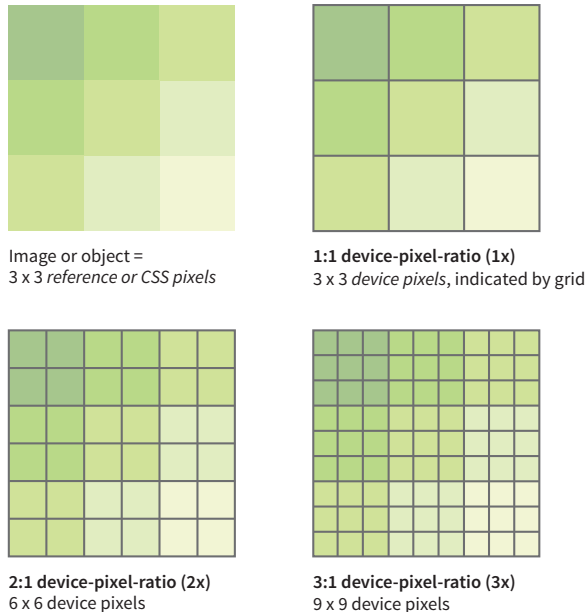 Image or object =
3 x 3 reference or CSS pixels
1:1 device-pixel-ratio (1x)
3 x 3 device pixels, indicated by grid
2:1 device-pixel-ratio (2x)
6 x 6 device pixels
3:1 device-pixel-ratio (3x)
9 x 9 device pixels